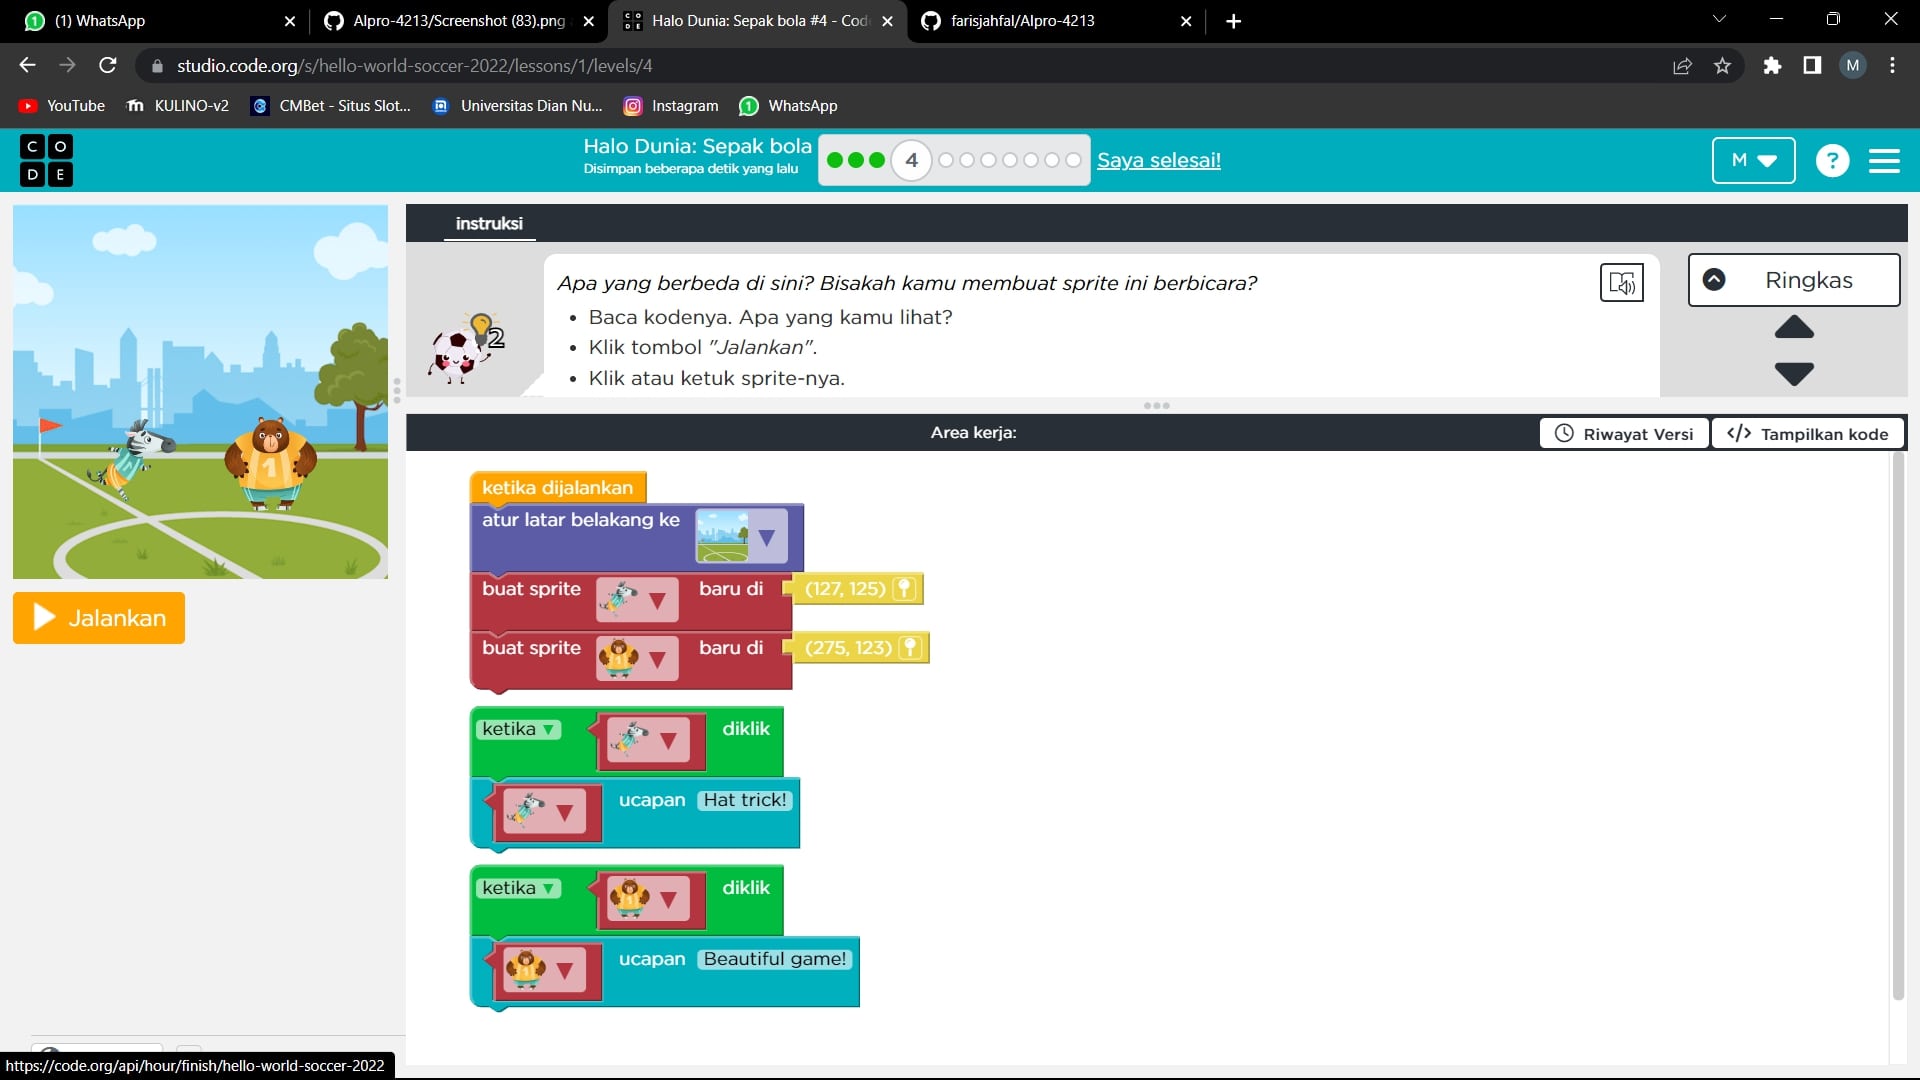 (1) WhatsApp
Alpro-4213/Screenshot (83).png
Halo Dunia: Sepak bola #4 - Cod
farisjahfal/Alpro-4213
studio.code.org/s/hello-world-soccer-2022/lessons/1/levels/4
M
YouTube
KULINO-v2
CMBet - Situs Slot...
Universitas Dian Nu...
Instagram
WhatsApp
C O
D E
Halo Dunia: Sepak bola
Disimpan beberapa detik yang lalu
4
Saya selesai!
M
?
instruksi
Apa yang berbeda di sini? Bisakah kamu membuat sprite ini berbicara?
• Baca kodenya. Apa yang kamu lihat?
• Klik tombol "Jalankan".
• Klik atau ketuk sprite-nya.
2
Ringkas
Area kerja:
Riwayat Versi
</> Tampilkan kode
Jalankan
ketika dijalankan
atur latar belakang ke
buat sprite baru di (127, 125)
buat sprite baru di (275, 123)
ketika diklik
ucapan Hat trick!
ketika diklik
ucapan Beautiful game!
https://code.org/api/hour/finish/hello-world-soccer-2022